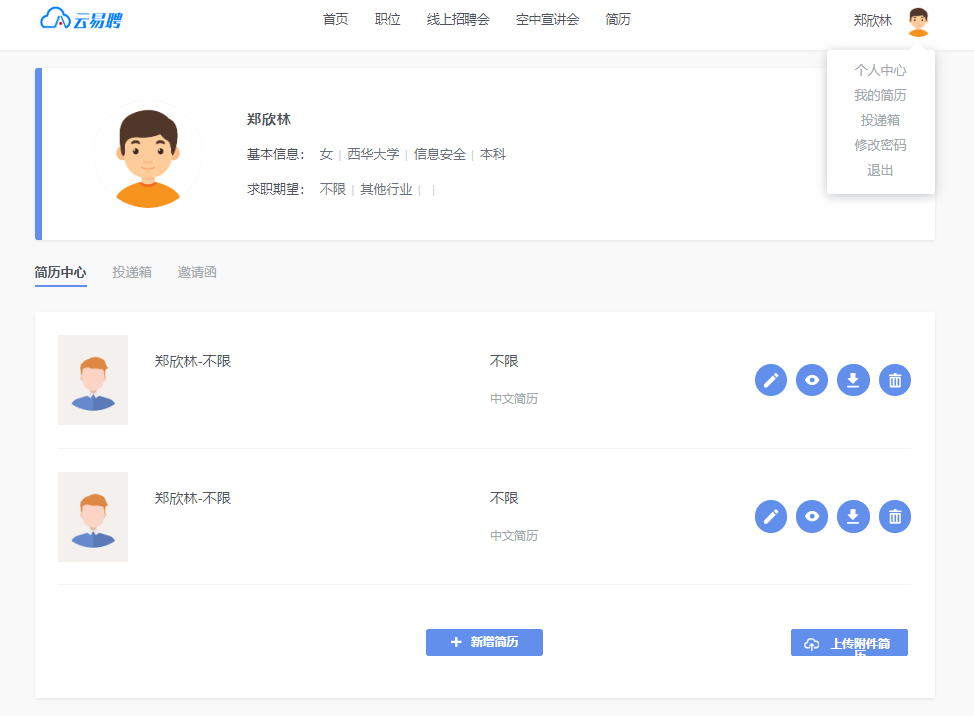 云易聘 首页 职位 线上招聘会 空中宣讲会 简历 郑欣林
个人中心
我的简历
投递箱
修改密码
退出
郑欣林
基本信息： 女 | 西华大学 | 信息安全 | 本科
求职期望： 不限 | 其他行业 | |
简历中心 投递箱 邀请函
郑欣林-不限 不限
中文简历
郑欣林-不限 不限
中文简历
新增简历 上传附件简
历